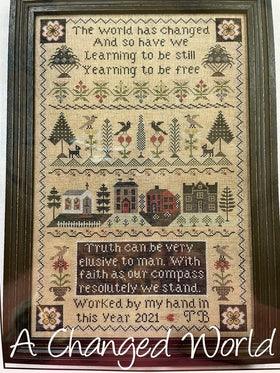 The world has changed
And so have we
Learning to be still
Yearning to be free
Truth can be very
elusive to man. With
faith as our compass
resolutely we stand.
Worked by my hand in
this Year 2021 TB
A Changed World